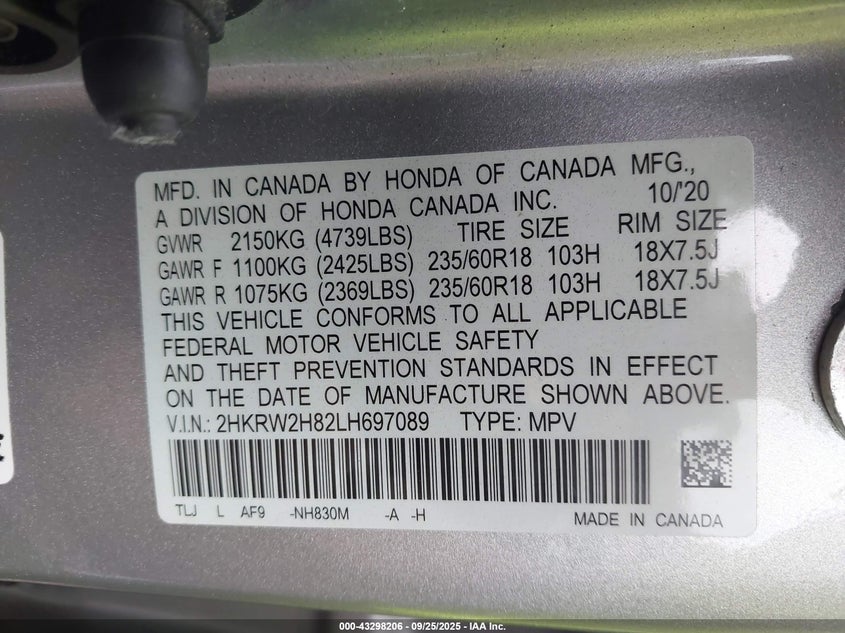 MFD. IN CANADA BY HONDA OF CANADA MFG.,
A DIVISION OF HONDA CANADA INC. 10/'20
GVWR 2150KG (4739LBS) TIRE SIZE RIM SIZE
GAWR F 1100KG (2425LBS) 235/60R18 103H 18X7.5J
GAWR R 1075KG (2369LBS) 235/60R18 103H 18X7.5J
THIS VEHICLE CONFORMS TO ALL APPLICABLE
FEDERAL MOTOR VEHICLE SAFETY
AND THEFT PREVENTION STANDARDS IN EFFECT
ON THE DATE OF MANUFACTURE SHOWN ABOVE.
V.I.N.: 2HKRW2H82LH697089 TYPE: MPV
TLJ L AF9 -NH830M -A -H
MADE IN CANADA
000-43298206 - 09/25/2025 - IAA Inc.